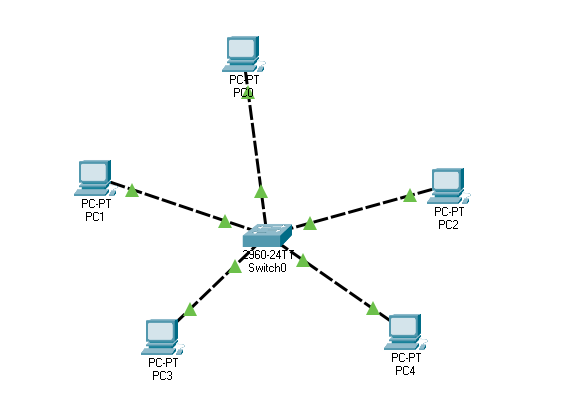 PC-PT
PC0
PC-PT
PC1
PC-PT
PC2
2960-24TT
Switch0
PC-PT
PC3
PC-PT
PC4